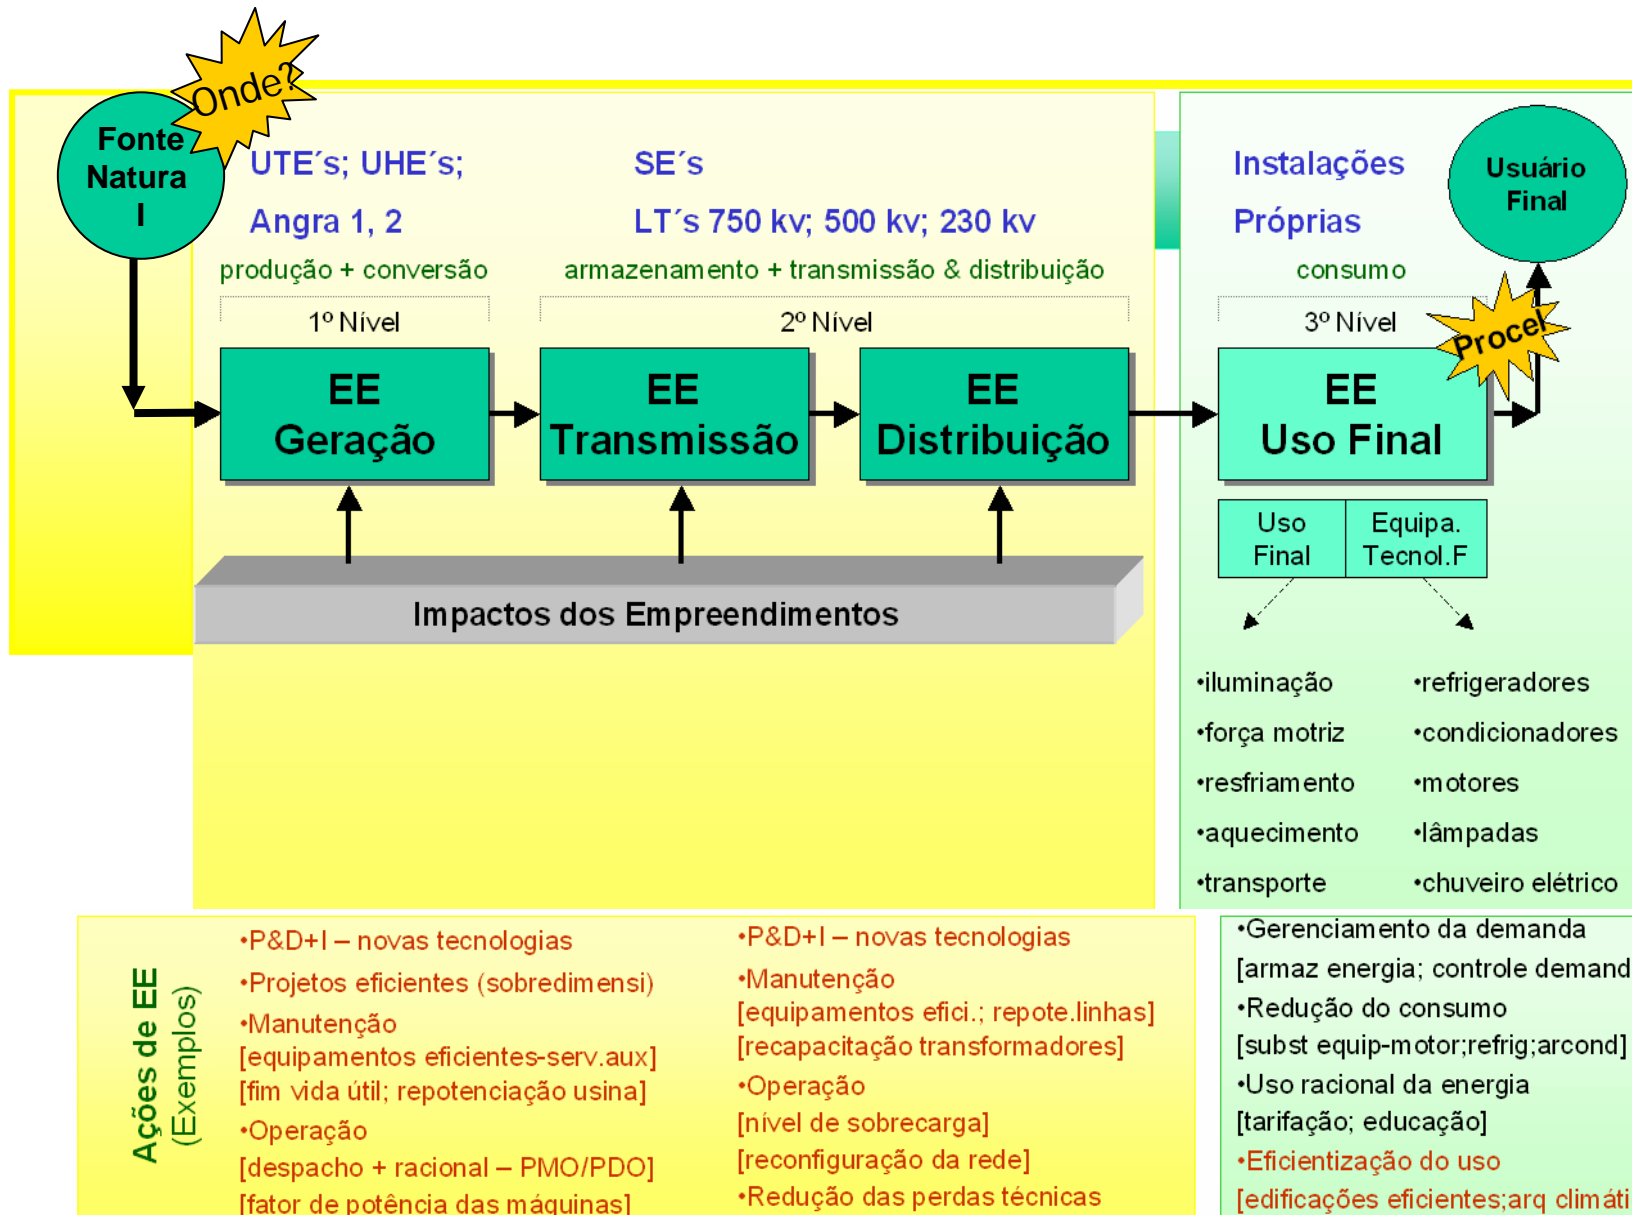 Onde?
Fonte
Natura
l
UTE´s; UHE´s;
Angra 1, 2
produção + conversão
1º Nível
SE´s
LT´s 750 kv; 500 kv; 230 kv
armazenamento + transmissão & distribuição
2º Nível
Instalações
Próprias
consumo
3º Nível
Usuário
Final
Procel
EE
Geração
EE
Transmissão
EE
Distribuição
EE
Uso Final
Uso
Final
Equipa.
Tecnol.F
Impactos dos Empreendimentos
•iluminação
•força motriz
•resfriamento
•aquecimento
•transporte
•refrigeradores
•condicionadores
•motores
•lâmpadas
•chuveiro elétrico
Ações de EE
(Exemplos)
•P&D+I – novas tecnologias
•Projetos eficientes (sobredimensi)
•Manutenção
[equipamentos eficientes-serv.aux]
[fim vida útil; repotenciação usina]
•Operação
[despacho + racional – PMO/PDO]
[fator de potência das máquinas]
•P&D+I – novas tecnologias
•Manutenção
[equipamentos efici.; repote.linhas]
[recapacitação transformadores]
•Operação
[nível de sobrecarga]
[reconfiguração da rede]
•Redução das perdas técnicas
•Gerenciamento da demanda
[armaz energia; controle demand
•Redução do consumo
[subst equip-motor;refrig;arcond]
•Uso racional da energia
[tarifação; educação]
•Eficientização do uso
[edificações eficientes;arq climáti